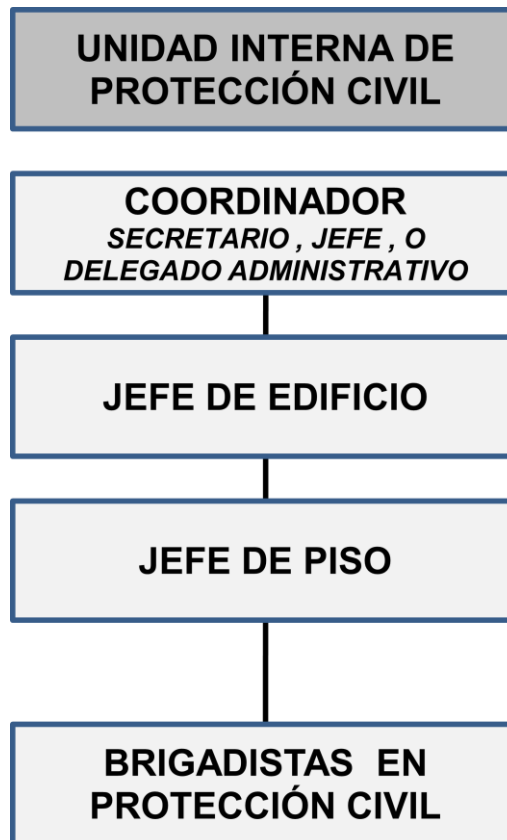 UNIDAD INTERNA DE
PROTECCIÓN CIVIL
COORDINADOR
SECRETARIO , JEFE , O
DELEGADO ADMINISTRATIVO
JEFE DE EDIFICIO
JEFE DE PISO
BRIGADISTAS  EN
PROTECCIÓN CIVIL